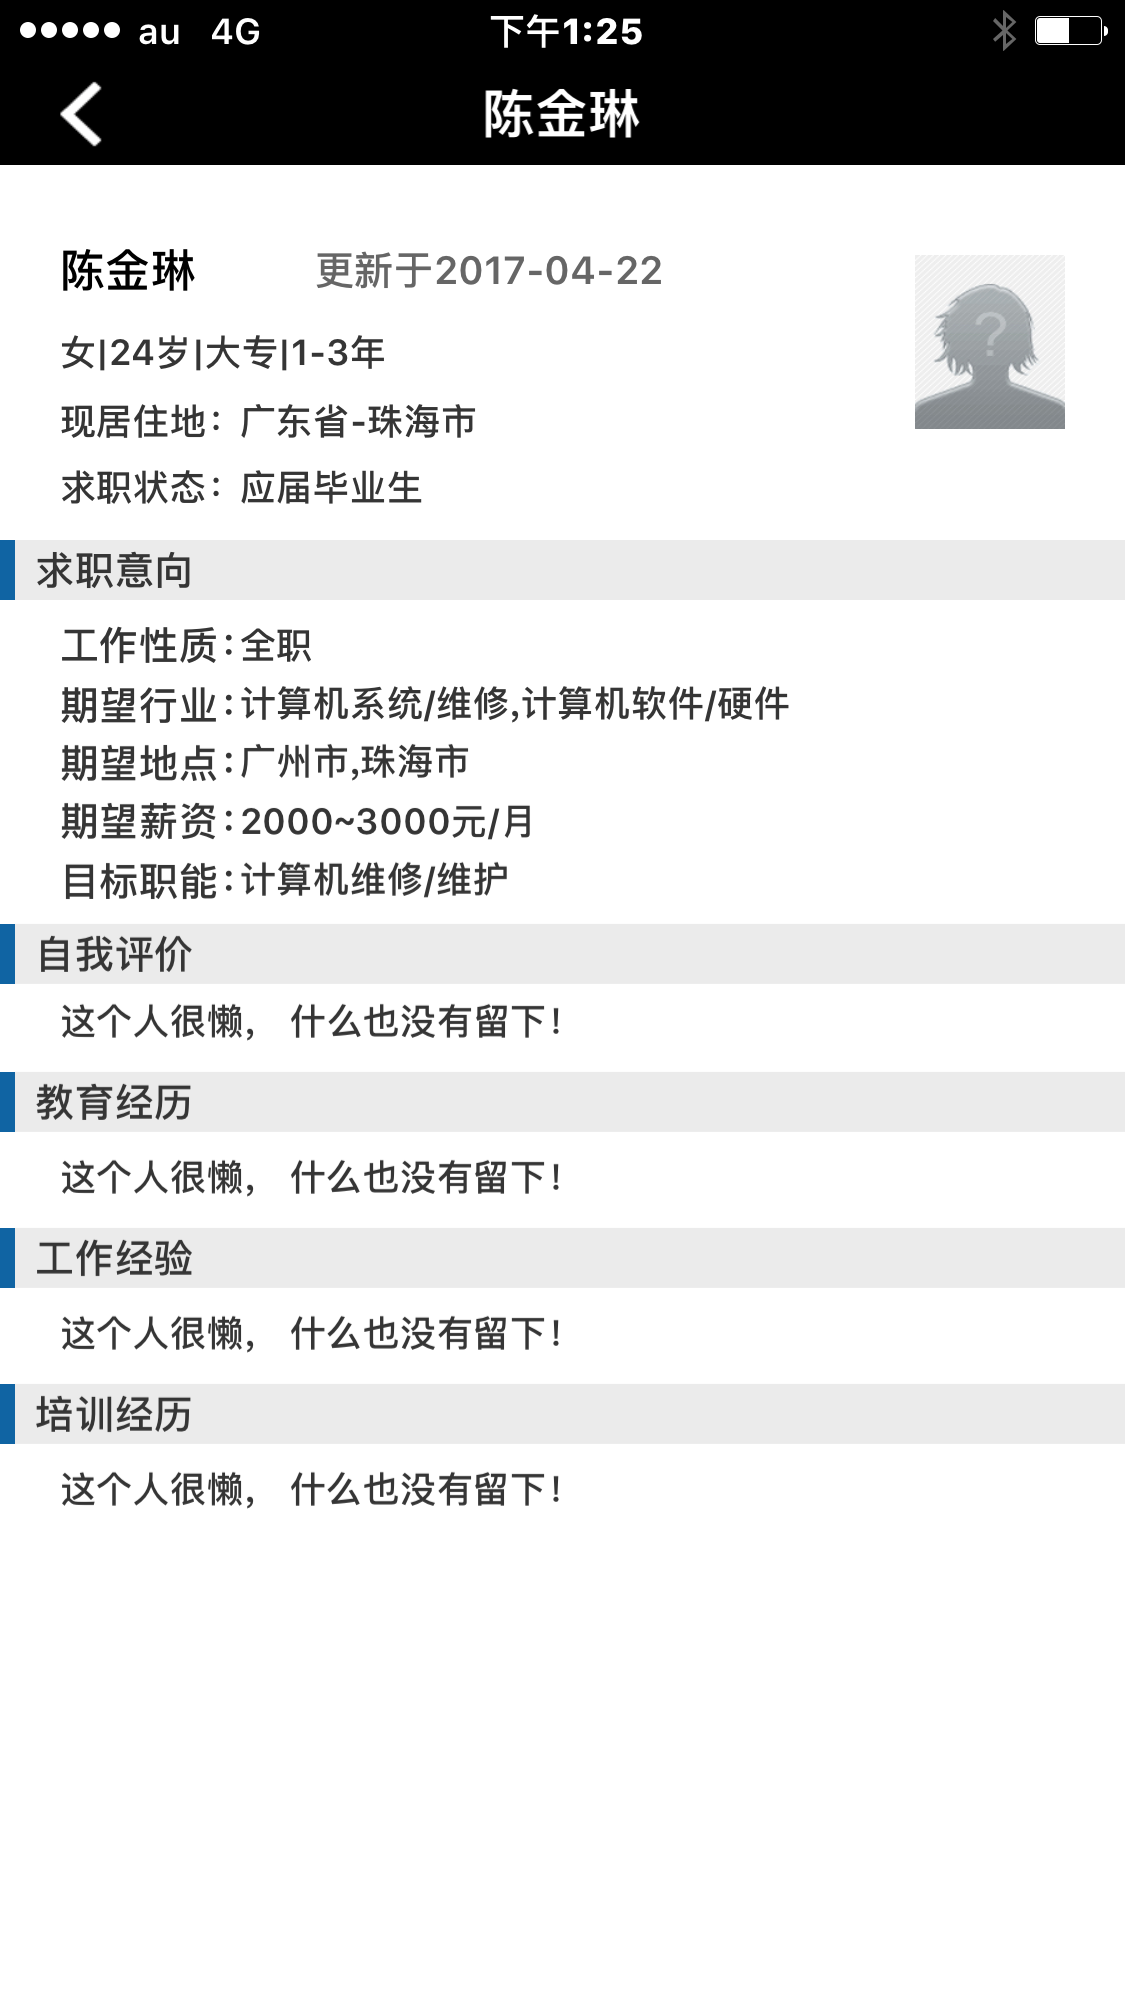 au 4G 下午1:25
陈金琳
陈金琳 更新于2017-04-22
女|24岁|大专|1-3年
现居住地：广东省-珠海市
求职状态：应届毕业生
求职意向
工作性质:全职
期望行业:计算机系统/维修,计算机软件/硬件
期望地点:广州市,珠海市
期望薪资:2000~3000元/月
目标职能:计算机维修/维护
自我评价
这个人很懒， 什么也没有留下！
教育经历
这个人很懒， 什么也没有留下！
工作经验
这个人很懒， 什么也没有留下！
培训经历
这个人很懒， 什么也没有留下！